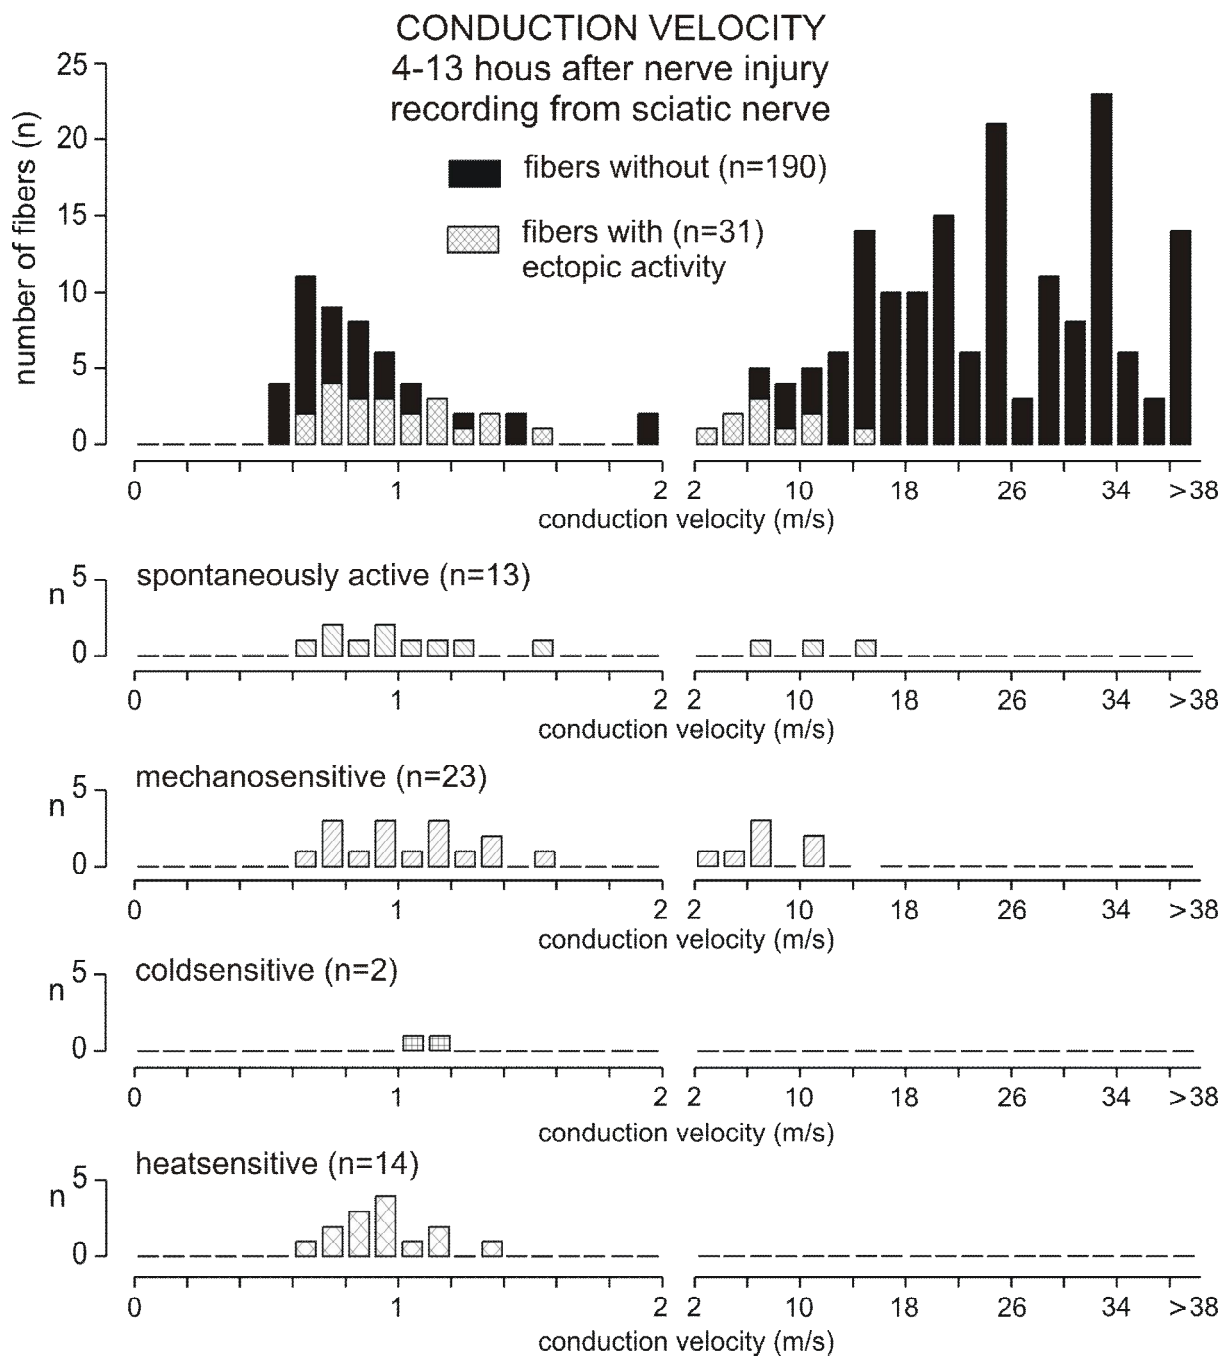 CONDUCTION VELOCITY
4-13 hous after nerve injury
recording from sciatic nerve
number of fibers (n)
25
20
15
10
5
0
fibers without (n=190)
fibers with (n=31)
ectopic activity
0 1 2 2 10 18 26 34 >38
conduction velocity (m/s)
spontaneously active (n=13)
n 5
0
0 1 2 2 10 18 26 34 >38
conduction velocity (m/s)
mechanosensitive (n=23)
n 5
0
0 1 2 2 10 18 26 34 >38
conduction velocity (m/s)
coldsensitive (n=2)
n 5
0
0 1 2 2 10 18 26 34 >38
conduction velocity (m/s)
heatsensitive (n=14)
n 5
0
0 1 2 2 10 18 26 34 >38
conduction velocity (m/s)